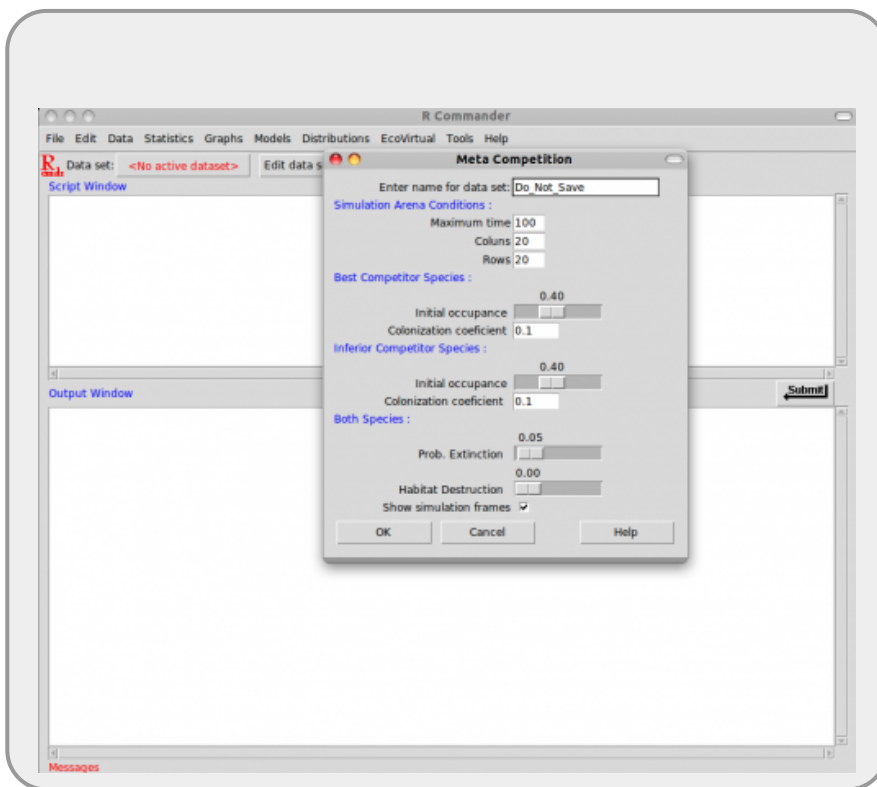 R Commander
File Edit Data Statistics Graphs Models Distributions EcoVirtual Tools Help
R Data set: <No active dataset> Edit data s
Script Window
Meta Competition
Enter name for data set: Do_Not_Save
Simulation Arena Conditions :
Maximum time 100
Coluns 20
Rows 20
Best Competitor Species :
0.40
Initial occupance
Colonization coeficient 0.1
Inferior Competitor Species :
0.40
Initial occupance
Colonization coeficient 0.1
Both Species :
0.05
Prob. Extinction
0.00
Habitat Destruction
Show simulation frames
OK Cancel Help
Output Window
Submit
Messages